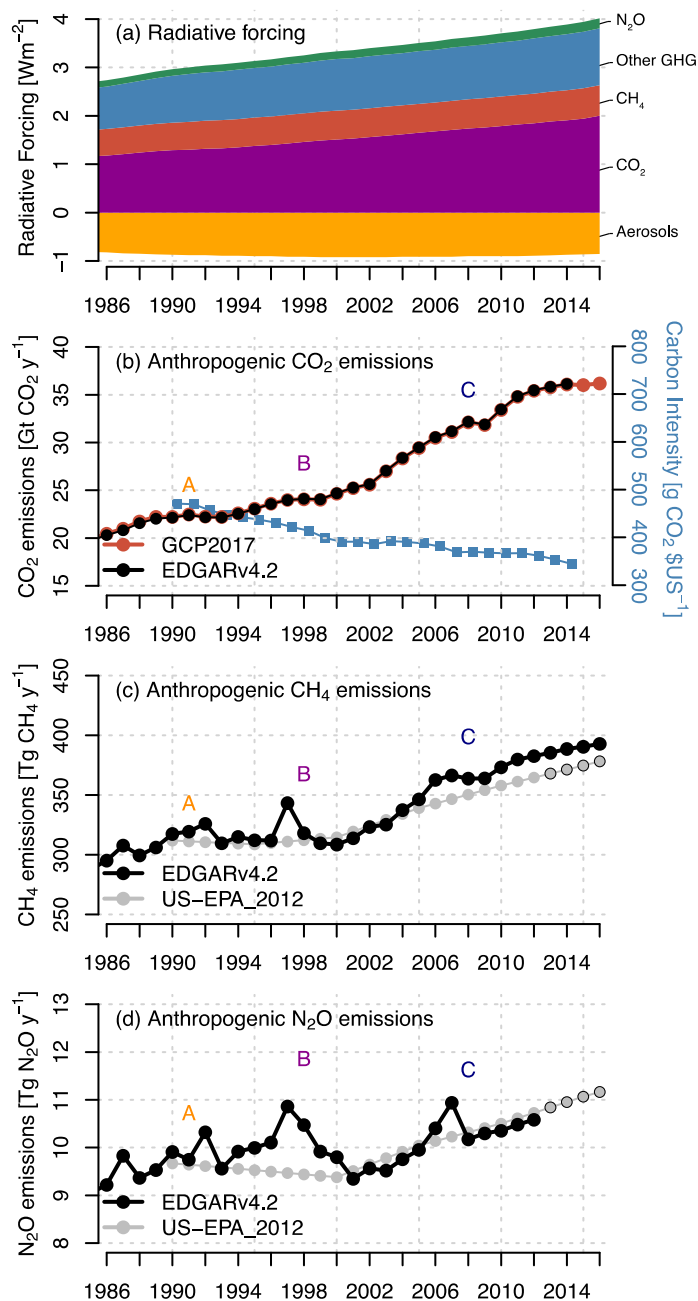 (a) Radiative forcing
Radiative Forcing [Wm⁻²]
4
3
2
1
0
−1
N₂O
Other GHG
CH₄
CO₂
Aerosols
1986 1990 1994 1998 2002 2006 2010 2014
(b) Anthropogenic CO₂ emissions
CO₂ emissions [Gt CO₂ y⁻¹]
40
35
30
25
20
15
Carbon Intensity [g CO₂ $US⁻¹]
800
700
600
500
400
300
A
B
C
GCP2017
EDGARv4.2
1986 1990 1994 1998 2002 2006 2010 2014
(c) Anthropogenic CH₄ emissions
CH₄ emissions [Tg CH₄ y⁻¹]
450
400
350
300
250
A
B
C
EDGARv4.2
US−EPA_2012
1986 1990 1994 1998 2002 2006 2010 2014
(d) Anthropogenic N₂O emissions
N₂O emissions [Tg N₂O y⁻¹]
13
12
11
10
9
8
A
B
C
EDGARv4.2
US−EPA_2012
1986 1990 1994 1998 2002 2006 2010 2014